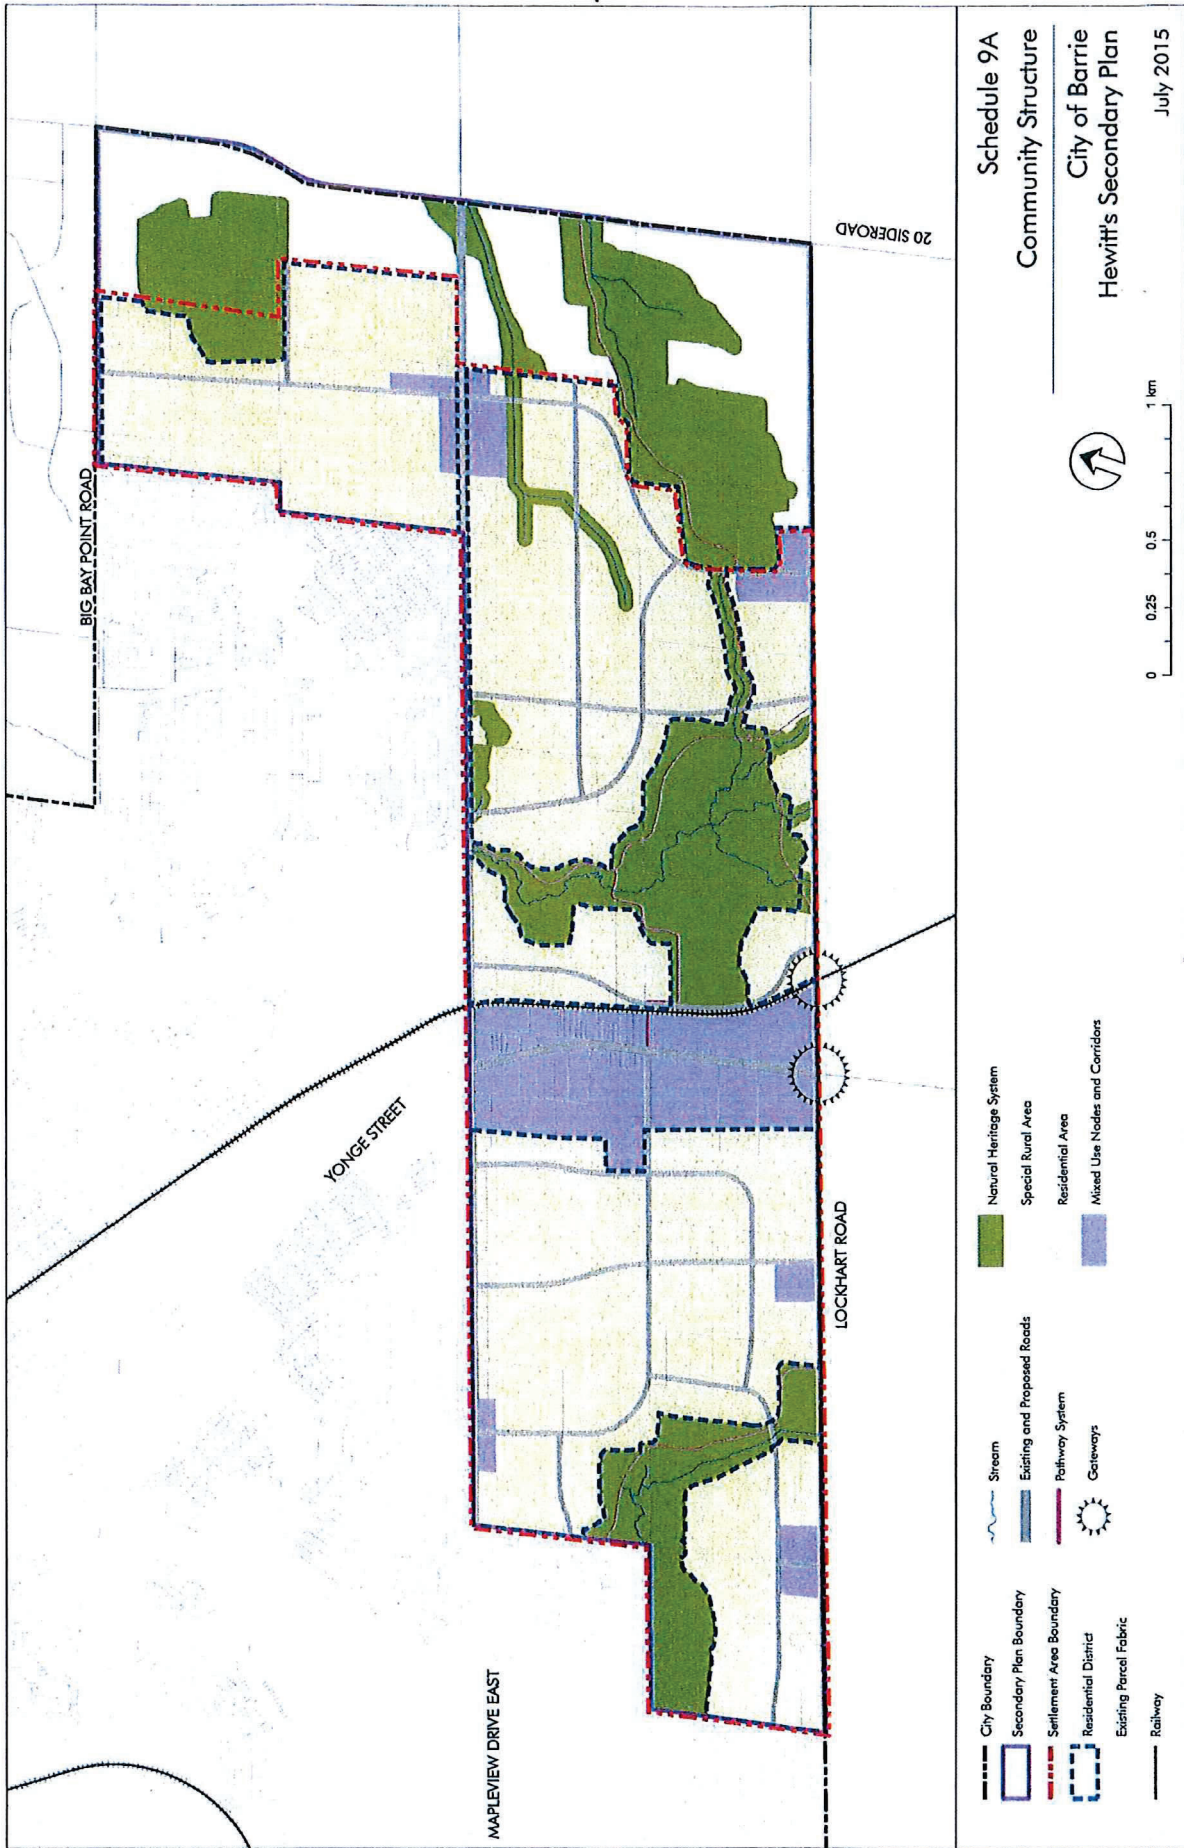 BIG BAY POINT ROAD
20 SIDEROAD
YONGE STREET
MAPLEVIEW DRIVE EAST
LOCKHART ROAD
City Boundary
Secondary Plan Boundary
Settlement Area Boundary
Residential District
Existing Parcel Fabric
Railway
Stream
Existing and Proposed Roads
Pathway System
Gateways
Natural Heritage System
Special Rural Area
Residential Area
Mixed Use Nodes and Corridors
0 0.25 0.5 1 km
Schedule 9A
Community Structure
City of Barrie
Hewitt's Secondary Plan
July 2015